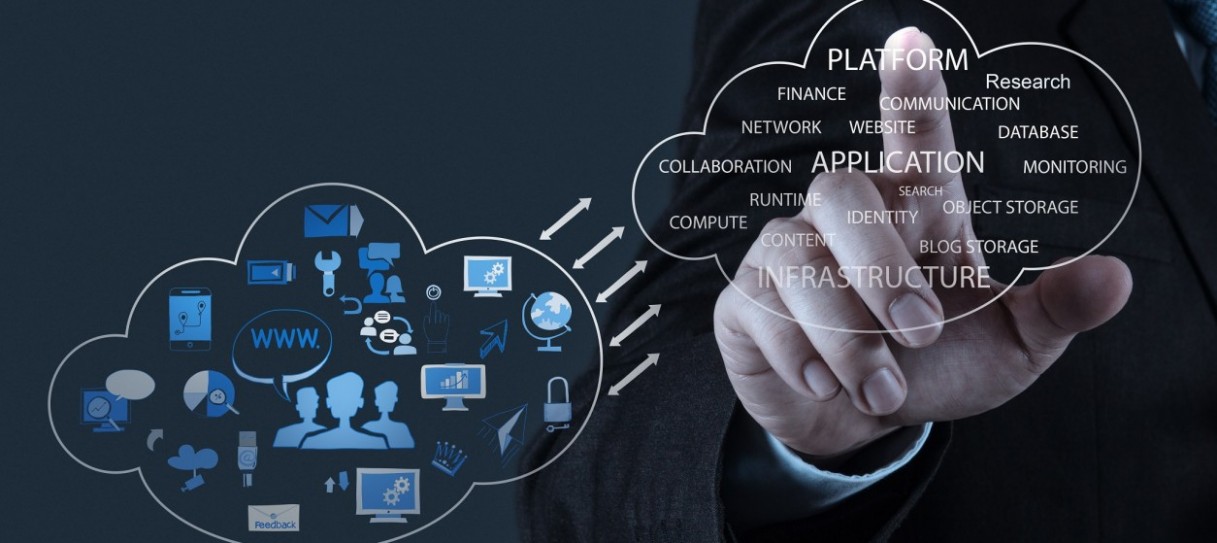 PLATFORM
Research
FINANCE
COMMUNICATION
NETWORK WEBSITE DATABASE
COLLABORATION APPLICATION MONITORING
SEARCH
RUNTIME OBJECT STORAGE
COMPUTE IDENTITY
CONTENT BLOG STORAGE
INFRASTRUCTURE
WWW.
@
Feedback